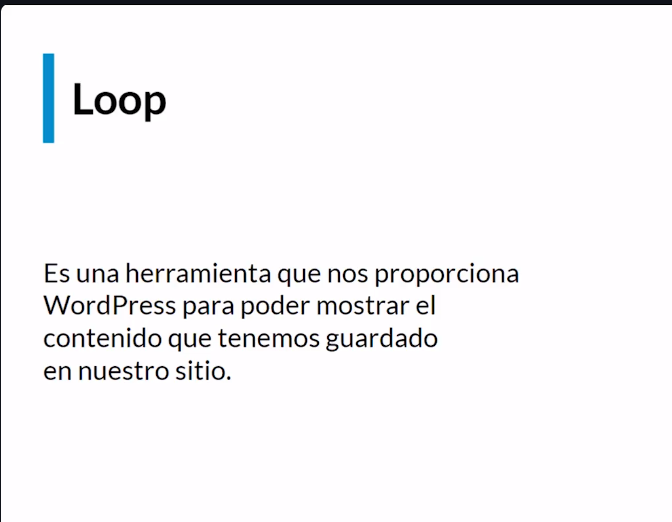 Loop
Es una herramienta que nos proporciona
WordPress para poder mostrar el
contenido que tenemos guardado
en nuestro sitio.